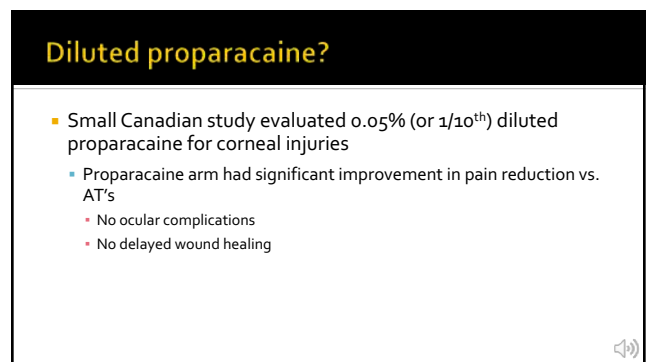 Diluted proparacaine?
▪ Small Canadian study evaluated 0.05% (or 1/10th) diluted
proparacaine for corneal injuries
▪ Proparacaine arm had significant improvement in pain reduction vs.
AT's
▪ No ocular complications
▪ No delayed wound healing